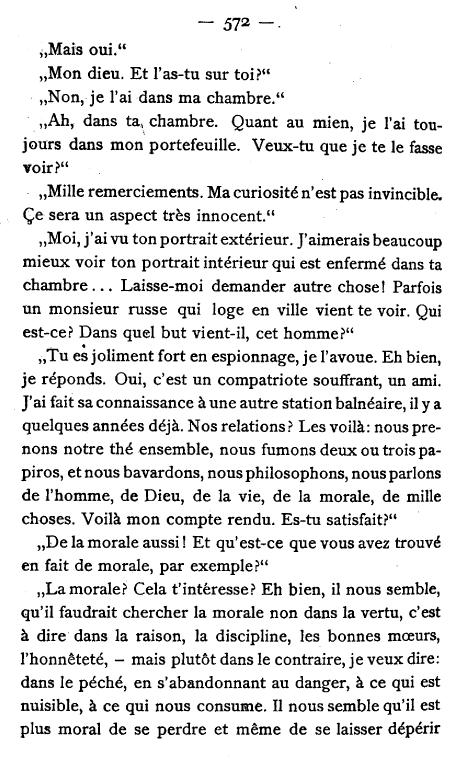 — 572 —.
„Mais oui.“
„Mon dieu. Et l'as-tu sur toi?“
„Non, je l'ai dans ma chambre.“
„Ah, dans ta chambre. Quant au mien, je l'ai tou-
jours dans mon portefeuille. Veux-tu que je te le fasse
voir?“
„Mille remerciements. Ma curiosité n'est pas invincible.
Çe sera un aspect très innocent.“
„Moi, j'ai vu ton portrait extérieur. J'aimerais beaucoup
mieux voir ton portrait intérieur qui est enfermé dans ta
chambre... Laisse-moi demander autre chose! Parfois
un monsieur russe qui loge en ville vient te voir. Qui
est-ce? Dans quel but vient-il, cet homme?“
„Tu es joliment fort en espionnage, je l'avoue. Eh bien,
je réponds. Oui, c'est un compatriote souffrant, un ami.
J'ai fait sa connaissance à une autre station balnéaire, il y a
quelques années déjà. Nos relations? Les voilà: nous pre-
nons notre thé ensemble, nous fumons deux ou trois pa-
piros, et nous bavardons, nous philosophons, nous parlons
de l'homme, de Dieu, de la vie, de la morale, de mille
choses. Voilà mon compte rendu. Es-tu satisfait?“
„De la morale aussi! Et qu'est-ce que vous avez trouvé
en fait de morale, par exemple?“
„La morale? Cela t'intéresse? Eh bien, il nous semble,
qu'il faudrait chercher la morale non dans la vertu, c'est
à dire dans la raison, la discipline, les bonnes mœurs,
l'honnêteté, – mais plutôt dans le contraire, je veux dire:
dans le péché, en s'abandonnant au danger, à ce qui est
nuisible, à ce qui nous consume. Il nous semble qu'il est
plus moral de se perdre et même de se laisser dépérir